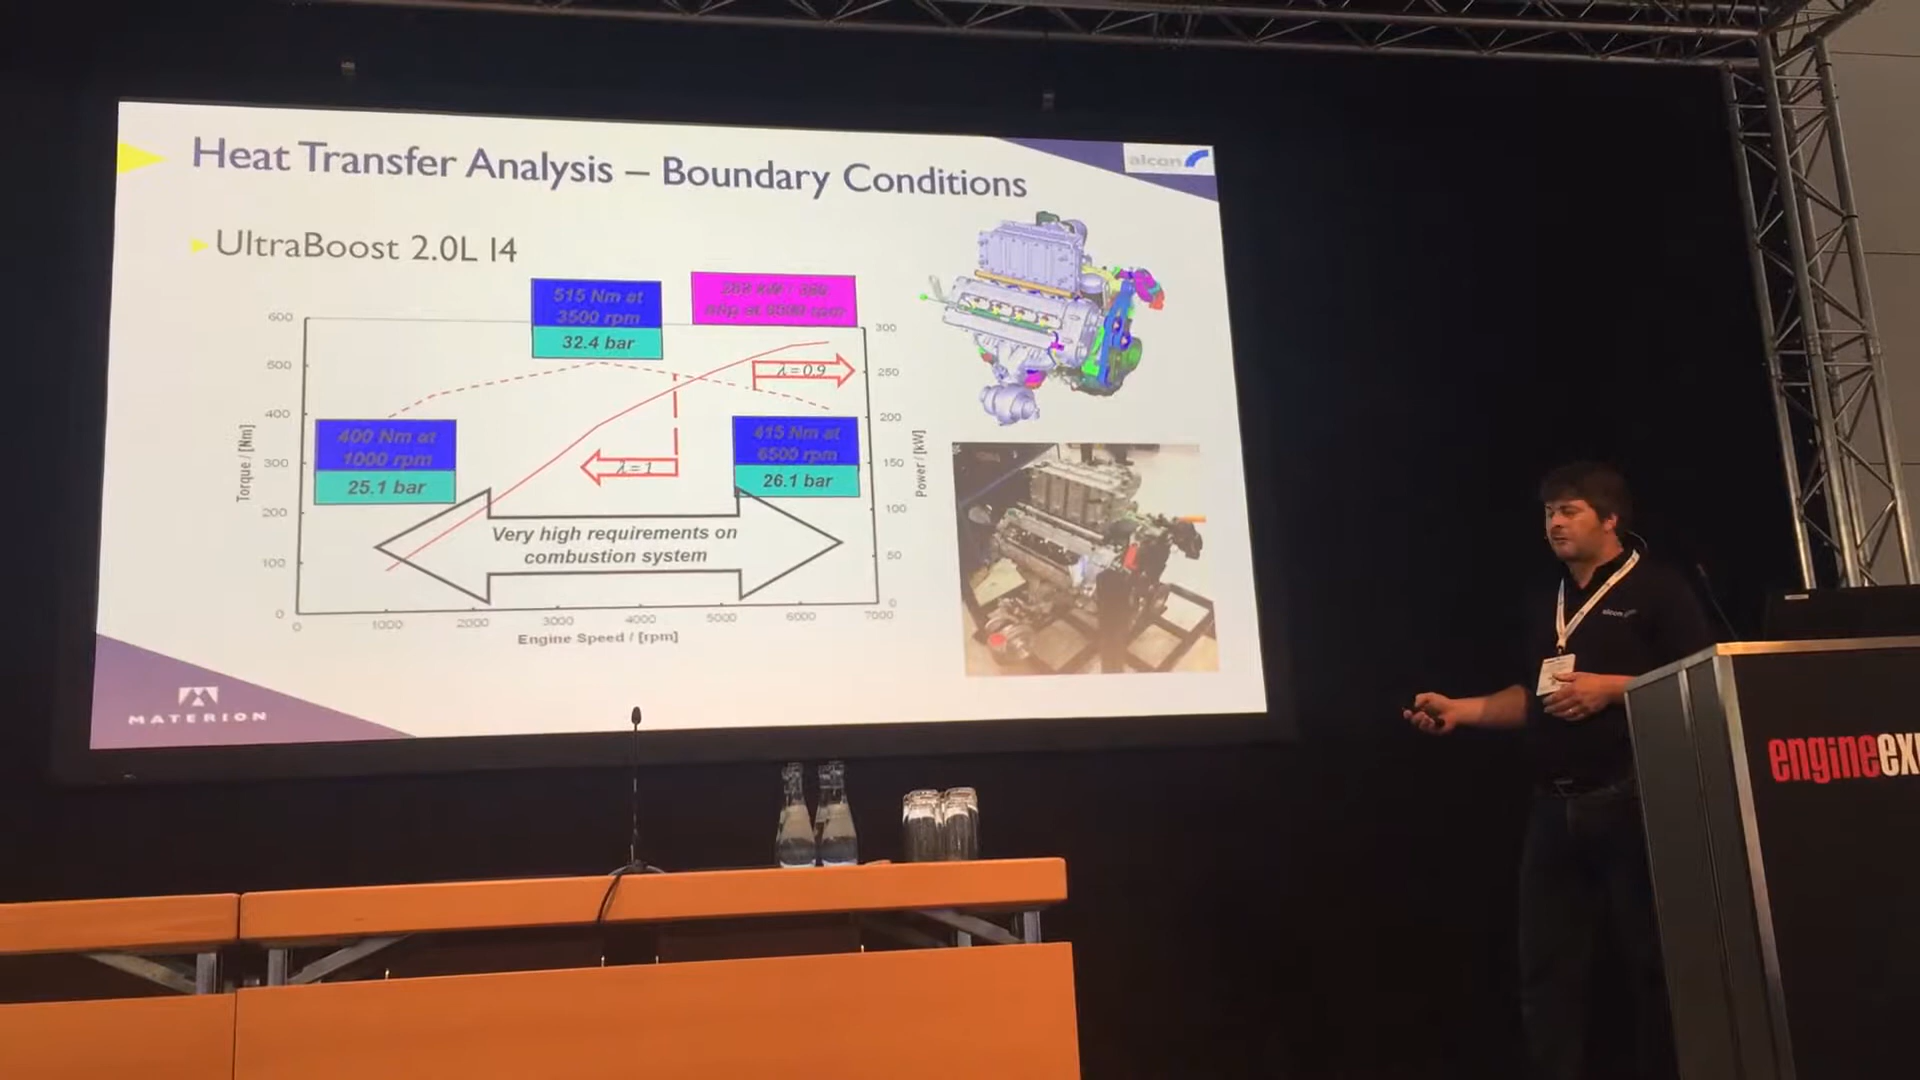 Heat Transfer Analysis – Boundary Conditions
alcon
UltraBoost 2.0L I4
515 Nm at
3500 rpm
32.4 bar
400 Nm at
1000 rpm
25.1 bar
415 Nm at
6500 rpm
26.1 bar
λ=0.9
λ=1
Very high requirements on
combustion system
Torque / [Nm]
600
500
400
300
200
100
0
Power / [kW]
300
250
200
150
100
50
0
0 1000 2000 3000 4000 5000 6000 7000
Engine Speed / [rpm]
MATERION
alcon
engineex